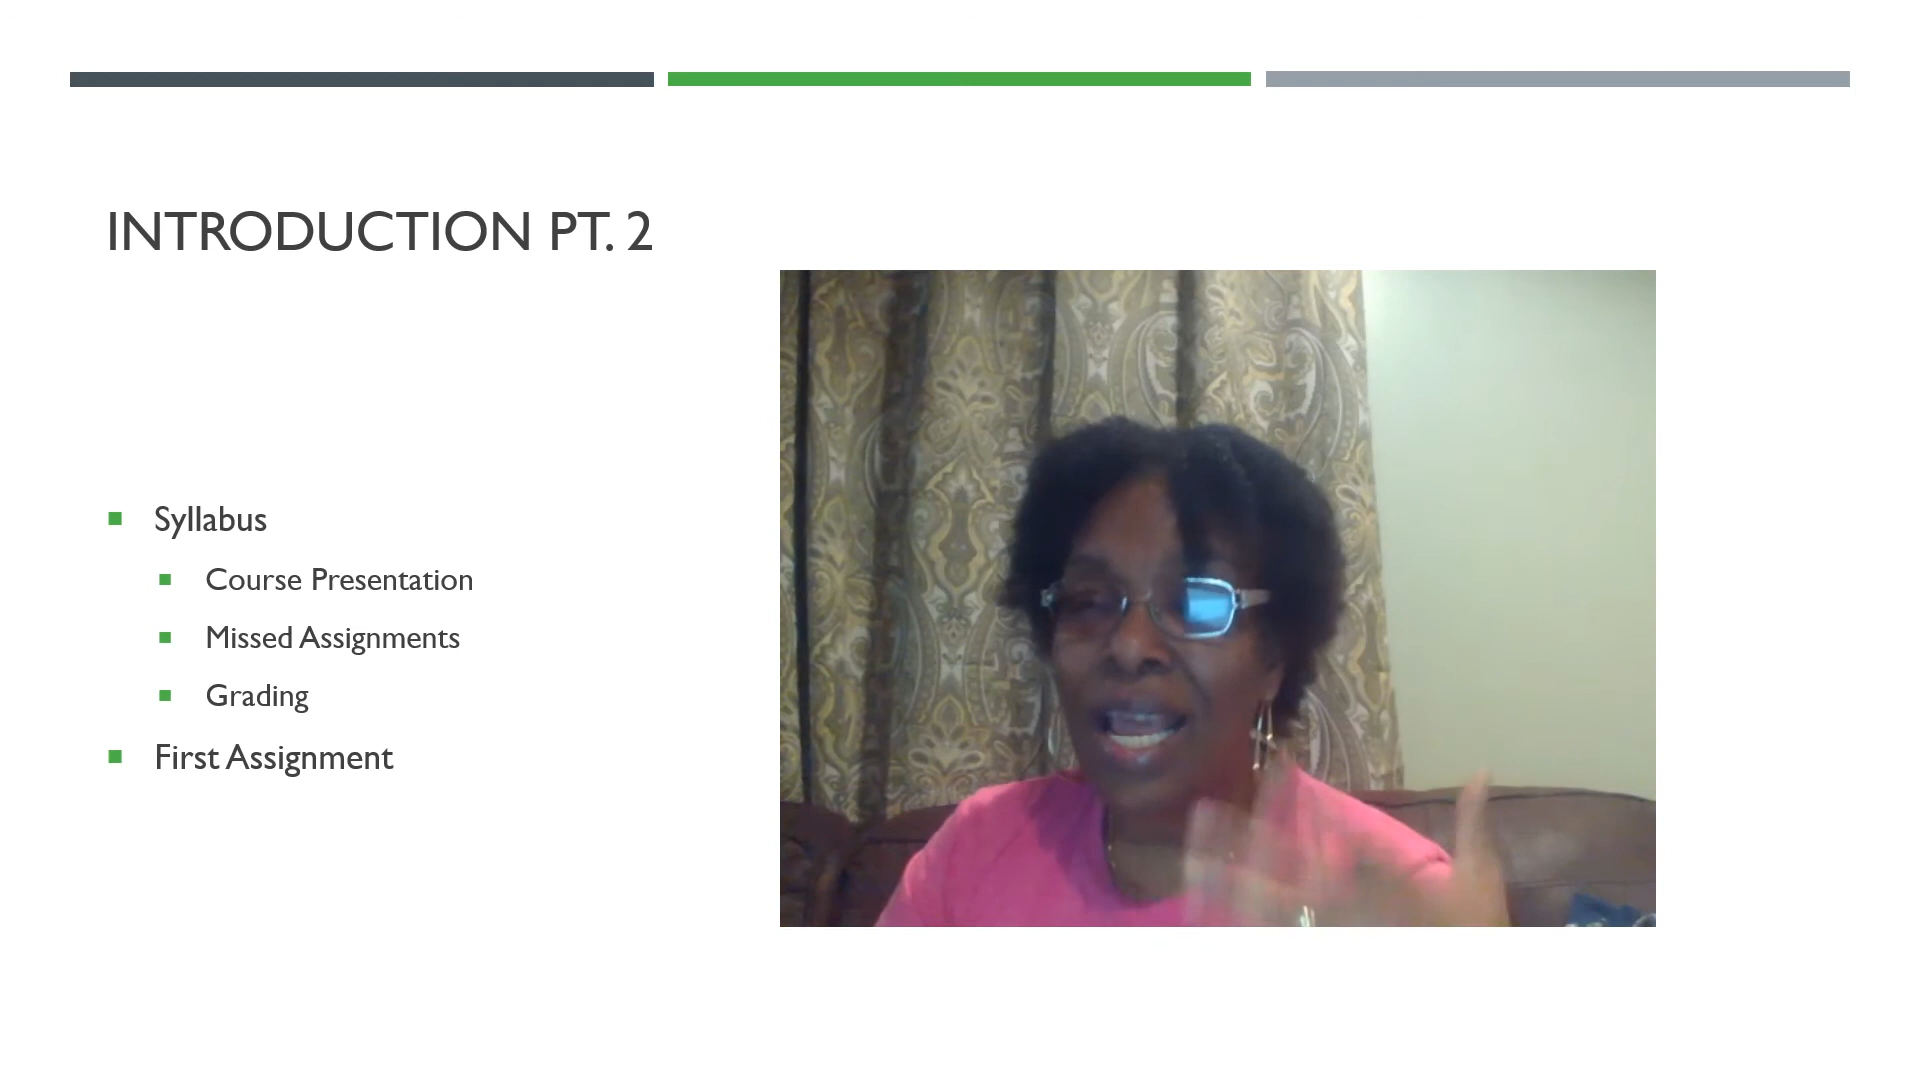 INTRODUCTION PT. 2
Syllabus
Course Presentation
Missed Assignments
Grading
First Assignment